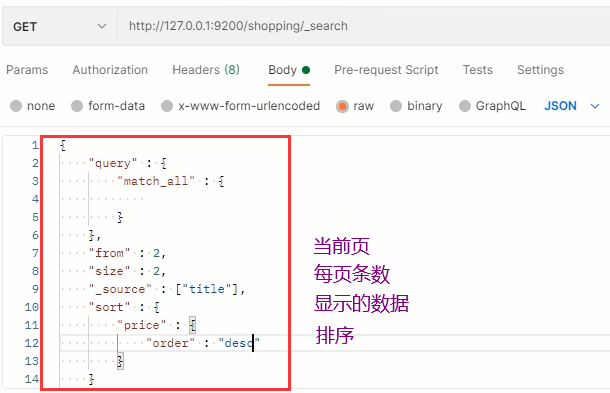 GET http://127.0.0.1:9200/shopping/_search
Params Authorization Headers (8) Body Pre-request Script Tests Settings
none form-data x-www-form-urlencoded raw binary GraphQL JSON
1 {
2 "query" : {
3 "match_all" : {
4
5 }
6 },
7 "from" : 2,
8 "size" : 2,
9 "_source" : ["title"],
10 "sort" : {
11 "price" : {
12 "order" : "desc"
13 }
14 }
当前页
每页条数
显示的数据
排序